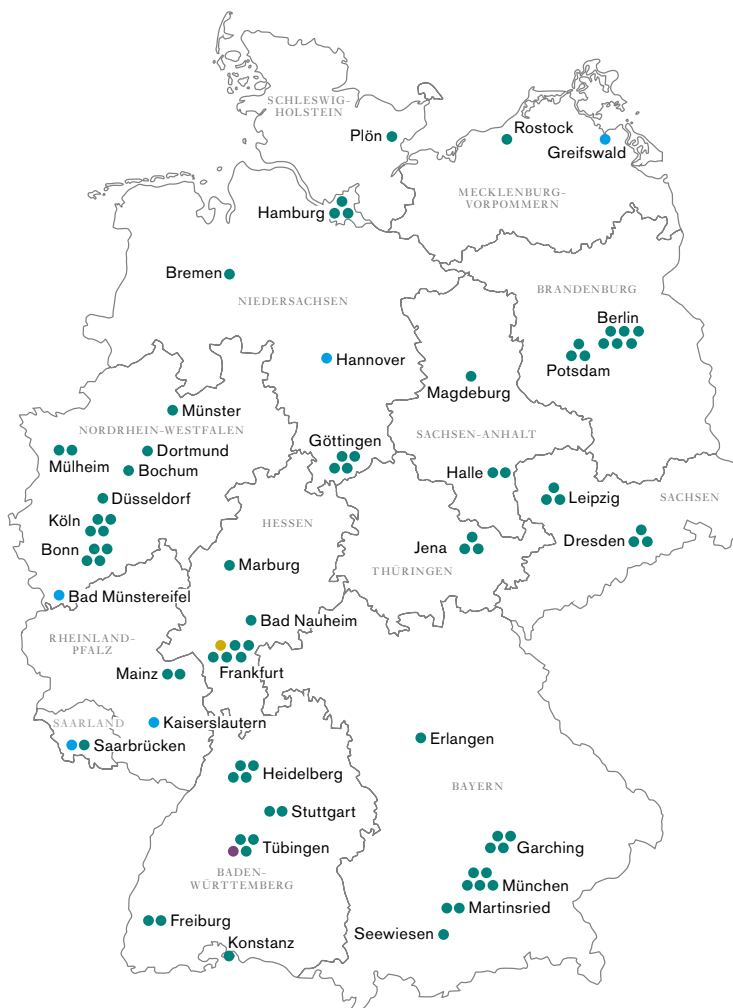 SCHLESWIG-
HOLSTEIN
Plön
Rostock
Greifswald
MECKLENBURG-
VORPOMMERN
Hamburg
Bremen
NIEDERSACHSEN
BRANDENBURG
Berlin
Potsdam
Hannover
Magdeburg
Münster
NORDRHEIN-WESTFALEN
Göttingen
SACHSEN-ANHALT
Mülheim
Dortmund
Bochum
Halle
Düsseldorf
Leipzig
SACHSEN
Köln
HESSEN
Bonn
Jena
Dresden
Marburg
THÜRINGEN
Bad Münstereifel
Bad Nauheim
RHEINLAND-
PFALZ
Mainz
Frankfurt
SAARLAND
Kaiserslautern
Saarbrücken
Erlangen
Heidelberg
BAYERN
Stuttgart
Tübingen
Garching
BADEN-
WÜRTTEMBERG
München
Martinsried
Freiburg
Seewiesen
Konstanz